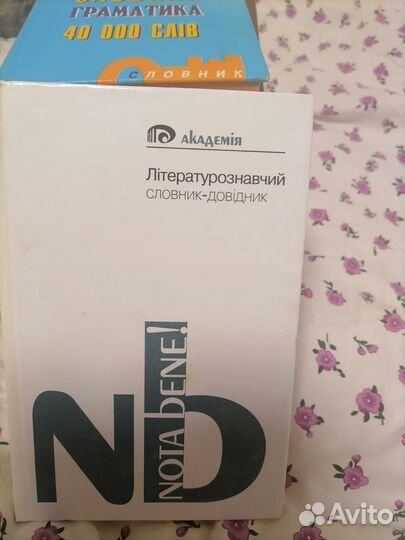 ГРАМАТИКА
40 000 СЛІВ
СЛОВНИК
Академія
Літературознавчий
словник-довідник
Nb
NOTA BENE!
Avito